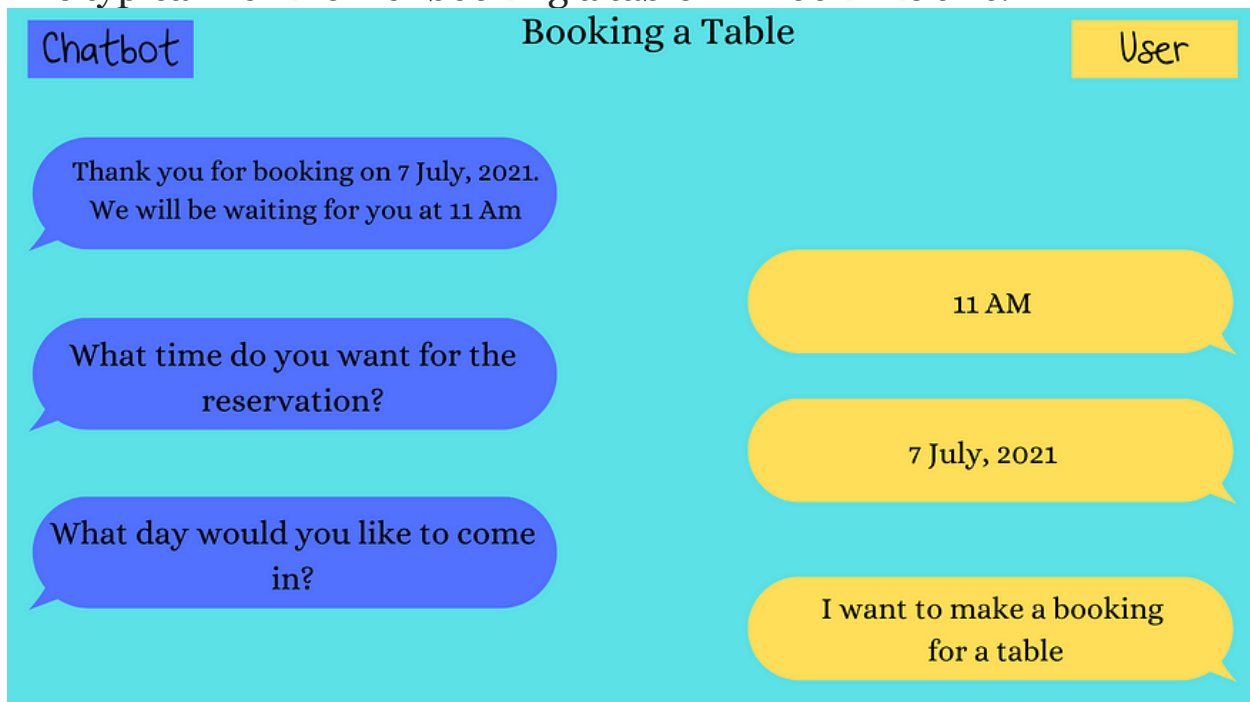 Booking a Table
Chatbot
User
Thank you for booking on 7 July, 2021.
We will be waiting for you at 11 Am
11 AM
What time do you want for the
reservation?
7 July, 2021
What day would you like to come
in?
I want to make a booking
for a table